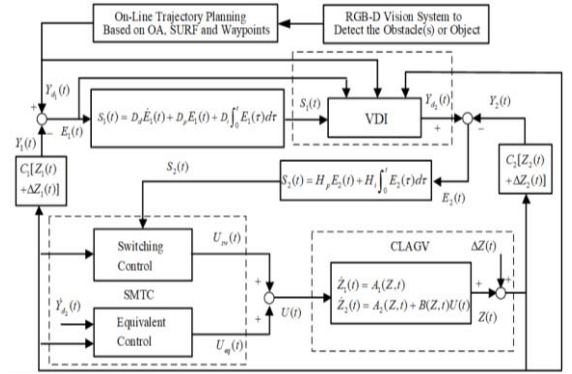 On-Line Trajectory Planning
Based on OA, SURF and Waypoints
RGB-D Vision System to
Detect the Obstacle(s) or Object
Y_{d_1}(t)
+
−
E_1(t)
Y_1(t)
S_1(t) = D_d Ė_1(t) + D_p E_1(t) + D_i ∫_0^t E_1(τ)dτ
S_1(t)
VDI
Y_{d_2}(t)
+
−
Y_2(t)
C_1[Z_1(t)
+ΔZ_1(t)]
S_2(t)
S_2(t) = H_p E_2(t) + H_i ∫_0^t E_2(τ)dτ
E_2(t)
C_2[Z_2(t)
+ΔZ_2(t)]
Switching
Control
U_{sw}(t)
SMTC
Ẏ_{d_2}(t)
Equivalent
Control
U_{eq}(t)
+
+
U(t)
CLAGV
Ż_1(t) = A_1(Z,t)
Ż_2(t) = A_2(Z,t) + B(Z,t)U(t)
ΔZ(t)
+
+
Z(t)